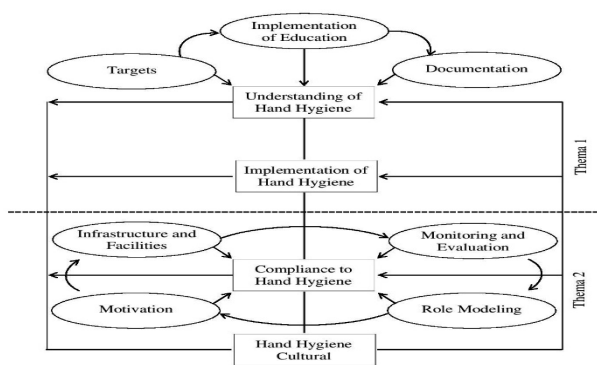 Implementation
of Education
Targets
Documentation
Understanding of
Hand Hygiene
Implementation of
Hand Hygiene
Thema 1
Infrastructure and
Facilities
Monitoring and
Evaluation
Compliance to
Hand Hygiene
Thema 2
Motivation
Role Modeling
Hand Hygiene
Cultural